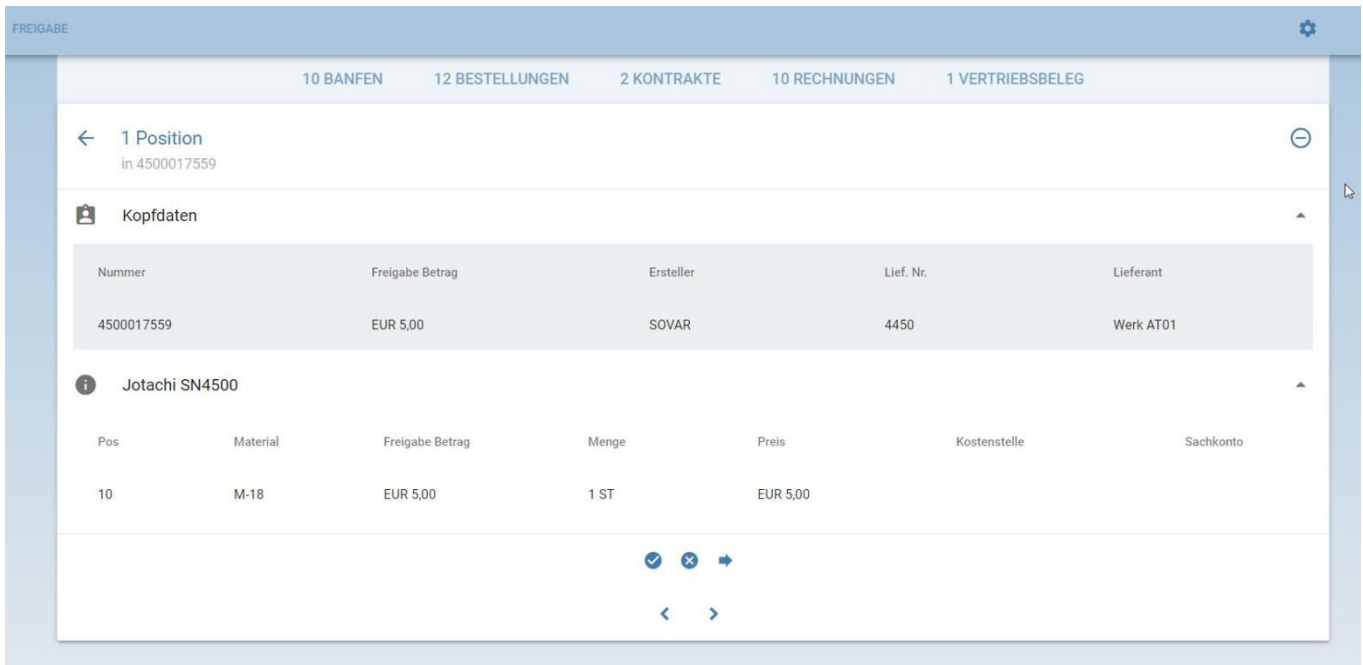 FREIGABE
10 BANFEN 12 BESTELLUNGEN 2 KONTRAKTE 10 RECHNUNGEN 1 VERTRIEBSBELEG
1 Position
in 4500017559
Kopfdaten
Nummer Freigabe Betrag Ersteller Lief. Nr. Lieferant
4500017559 EUR 5,00 SOVAR 4450 Werk AT01
Jotachi SN4500
Pos Material Freigabe Betrag Menge Preis Kostenstelle Sachkonto
10 M-18 EUR 5,00 1 ST EUR 5,00